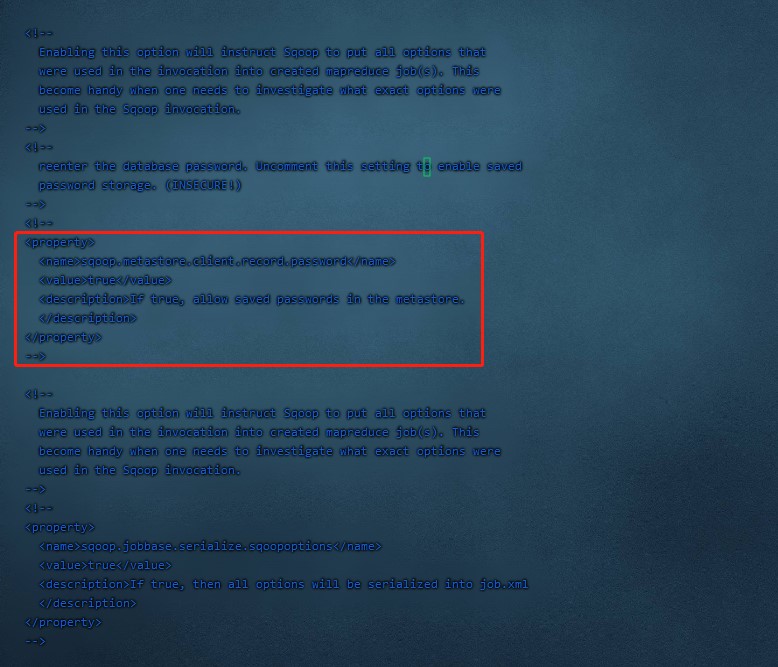 <!--
Enabling this option will instruct Sqoop to put all options that
were used in the invocation into created mapreduce job(s). This
become handy when one needs to investigate what exact options were
used in the Sqoop invocation.
-->
<!--
reenter the database password. Uncomment this setting to enable saved
password storage. (INSECURE!)
-->
<!--
<property>
<name>sqoop.metastore.client.record.password</name>
<value>true</value>
<description>If true, allow saved passwords in the metastore.
</description>
</property>
-->
<!--
Enabling this option will instruct Sqoop to put all options that
were used in the invocation into created mapreduce job(s). This
become handy when one needs to investigate what exact options were
used in the Sqoop invocation.
-->
<!--
<property>
<name>sqoop.jobbase.serialize.sqoopoptions</name>
<value>true</value>
<description>If true, then all options will be serialized into job.xml
</description>
</property>
-->